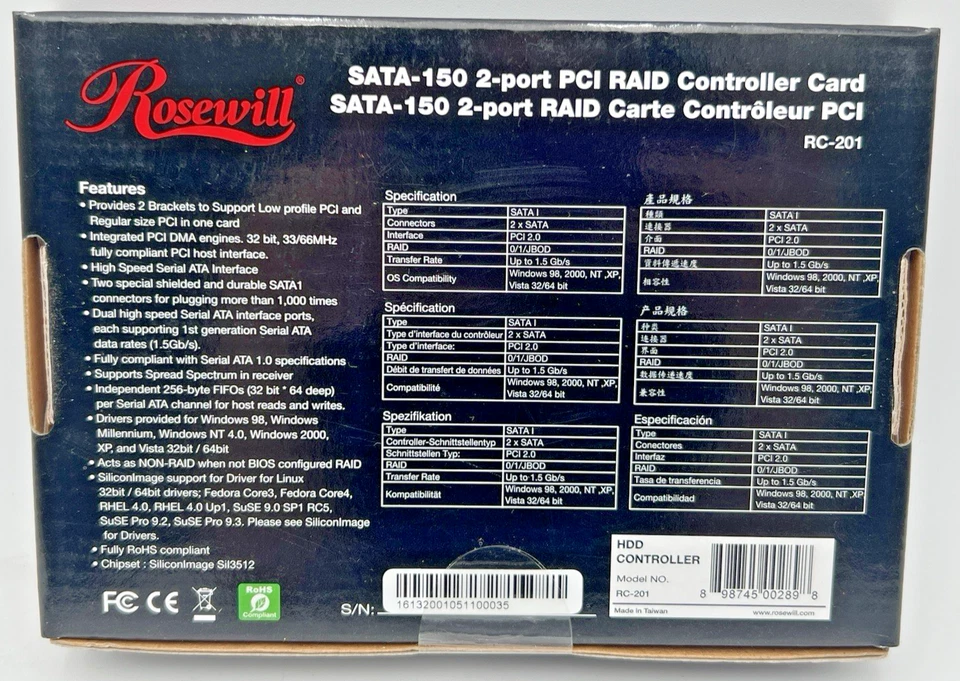 Rosewill®
SATA-150 2-port PCI RAID Controller Card
SATA-150 2-port RAID Carte Contrôleur PCI
RC-201
Features
• Provides 2 Brackets to Support Low profile PCI and
Regular size PCI in one card
• Integrated PCI DMA engines. 32 bit, 33/66MHz
fully compliant PCI host interface.
• High Speed Serial ATA Interface
• Two special shielded and durable SATA1
connectors for plugging more than 1,000 times
• Dual high speed Serial ATA interface ports,
each supporting 1st generation Serial ATA
data rates (1.5Gb/s).
• Fully compliant with Serial ATA 1.0 specifications
• Supports Spread Spectrum in receiver
• Independent 256-byte FIFOs (32 bit * 64 deep)
per Serial ATA channel for host reads and writes.
• Drivers provided for Windows 98, Windows
Millennium, Windows NT 4.0, Windows 2000,
XP, and Vista 32bit / 64bit
• Acts as NON-RAID when not BIOS configured RAID
• SiliconImage support for Driver for Linux
32bit / 64bit drivers; Fedora Core3, Fedora Core4,
RHEL 4.0, RHEL 4.0 Up1, SuSE 9.0 SP1 RC5,
SuSE Pro 9.2, SuSE Pro 9.3. Please see SiliconImage
for Drivers.
• Fully RoHS compliant
• Chipset : SiliconImage Sil3512
Specification
Type SATA I
Connectors 2 x SATA
Interface PCI 2.0
RAID 0/1/JBOD
Transfer Rate Up to 1.5 Gb/s
OS Compatibility Windows 98, 2000, NT ,XP,
Vista 32/64 bit
Spécification
Type SATA I
Type d'interface du contrôleur 2 x SATA
Type d'interface: PCI 2.0
RAID 0/1/JBOD
Débit de transfert de données Up to 1.5 Gb/s
Compatibilité Windows 98, 2000, NT ,XP,
Vista 32/64 bit
Spezifikation
Type SATA I
Controller-Schnittstellentyp 2 x SATA
Schnittstellen Typ: PCI 2.0
RAID 0/1/JBOD
Transfer Rate Up to 1.5 Gb/s
Kompatibilität Windows 98, 2000, NT ,XP,
Vista 32/64 bit
產品規格
種類 SATA I
連接器 2 x SATA
介面 PCI 2.0
RAID 0/1/JBOD
資料傳遞速度 Up to 1.5 Gb/s
相容性 Windows 98, 2000, NT ,XP,
Vista 32/64 bit
产品规格
种类 SATA I
连接器 2 x SATA
界面 PCI 2.0
RAID 0/1/JBOD
数据传递速度 Up to 1.5 Gb/s
兼容性 Windows 98, 2000, NT ,XP,
Vista 32/64 bit
Especificación
Type SATA I
Conectores 2 x SATA
Interfaz PCI 2.0
RAID 0/1/JBOD
Tasa de transferencia Up to 1.5 Gb/s
Compatibilidad Windows 98, 2000, NT ,XP,
Vista 32/64 bit
FC CE
RoHS
Compliant
S/N:
16132001051100035
HDD
CONTROLLER
Model NO.
RC-201
8 98745 00289 8
Made in Taiwan www.rosewill.com